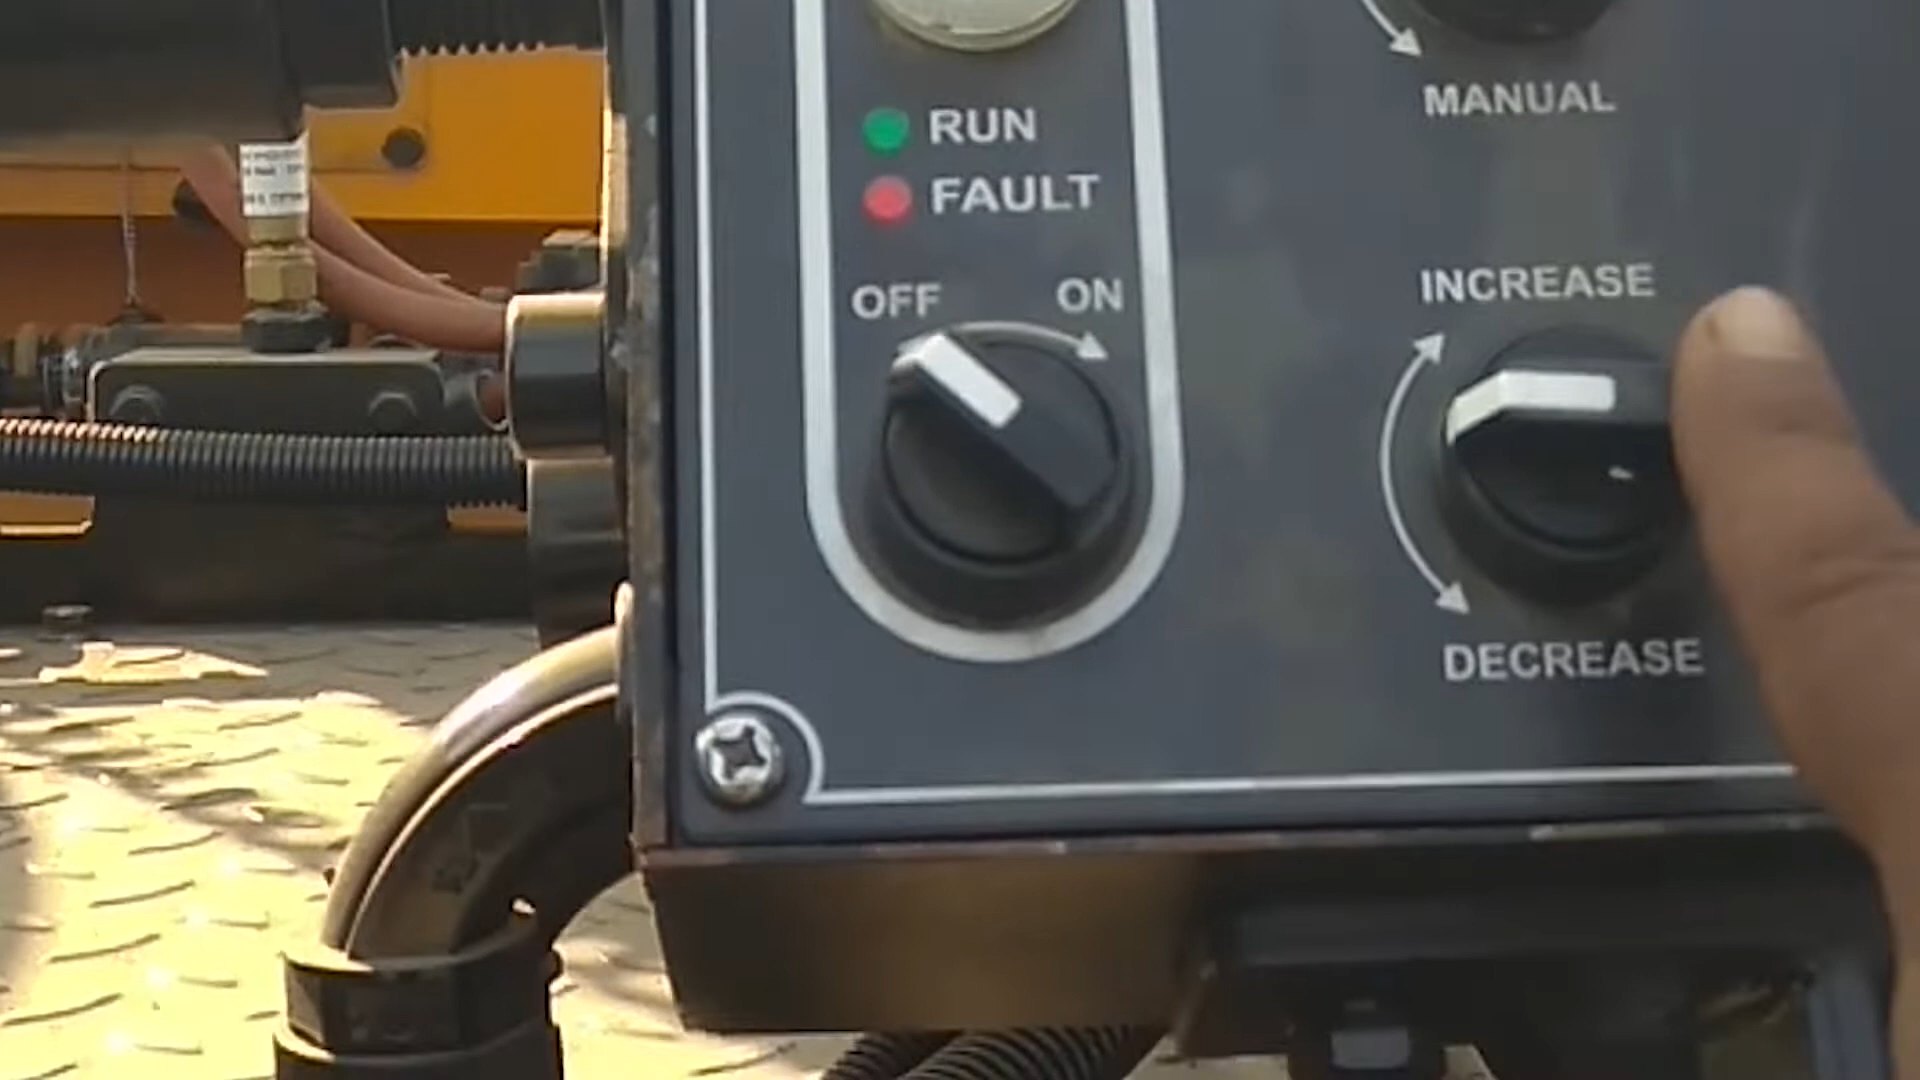 RUN
FAULT
OFF ON
MANUAL
INCREASE
DECREASE